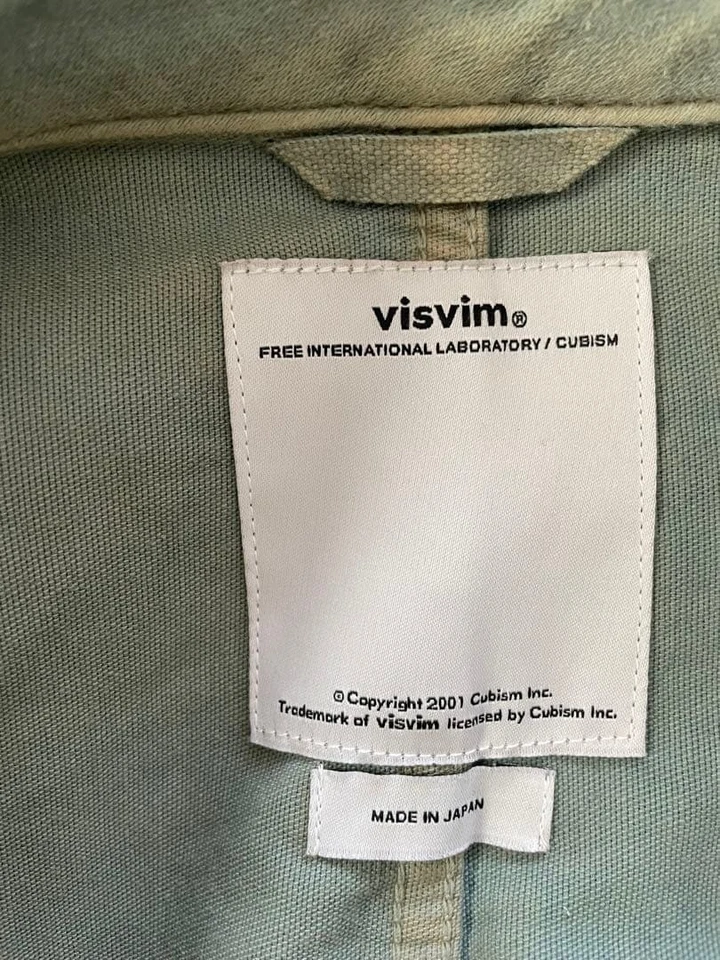 visvim®
FREE INTERNATIONAL LABORATORY / CUBISM
© Copyright 2001 Cubism Inc.
Trademark of visvim licensed by Cubism Inc.
MADE IN JAPAN